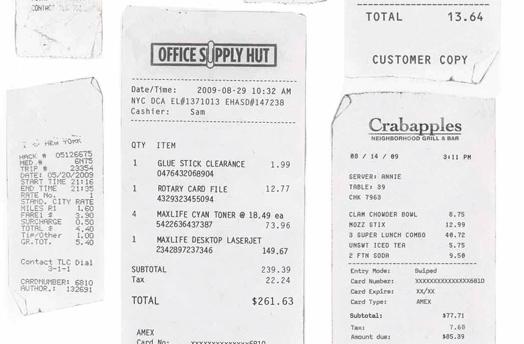 CONTACT TLC
TOTAL 13.64
CUSTOMER COPY
OFFICE SUPPLY HUT
Date/Time: 2009-08-29 10:32 AM
NYC DCA EL#1371013 EHASD#147238
Cashier: Sam
QTY ITEM
1 GLUE STICK CLEARANCE 1.99
0476432068904
1 ROTARY CARD FILE 12.77
4329323455094
4 MAXLIFE CYAN TONER @ 18.49 ea
5422636437387 73.96
1 MAXLIFE DESKTOP LASERJET
2342897237346 149.67
SUBTOTAL 239.39
Tax 22.24
TOTAL $261.63
AMEX
Card No: xxxxxxxxxxxxxx6810
NEW YORK
HACK # 05126675
MED.# 6H75
TRIP # 23354
DATE: 05/20/2009
START TIME 21:16
END TIME 21:35
RATE No. 1
STAND. CITY RATE
MILES R1 1.60
FARE1 $ 3.90
SURCHARGE 0.50
TOTAL $ 4.40
Tip/Other 1.00
GR.TOT. 5.40
Contact TLC Dial
3-1-1
CARDNUMBER: 6810
AUTHOR.: 132691
Crabapples
NEIGHBORHOOD GRILL & BAR
08 / 14 / 09 3:11 PM
SERVER: ANNIE
TABLE: 39
CHK 7963
CLAM CHOWDER BOWL 8.75
MOZZ STIX 12.99
3 SUPER LUNCH COMBO 40.72
UNSWT ICED TEA 5.75
2 FTN SODA 9.50
Entry Mode: Swiped
Card Number: XXXXXXXXXXXXXXX6810
Card Expire: XX/XX
Card Type: AMEX
Subtotal: $77.71
Tax: 7.68
Amount due: $85.39